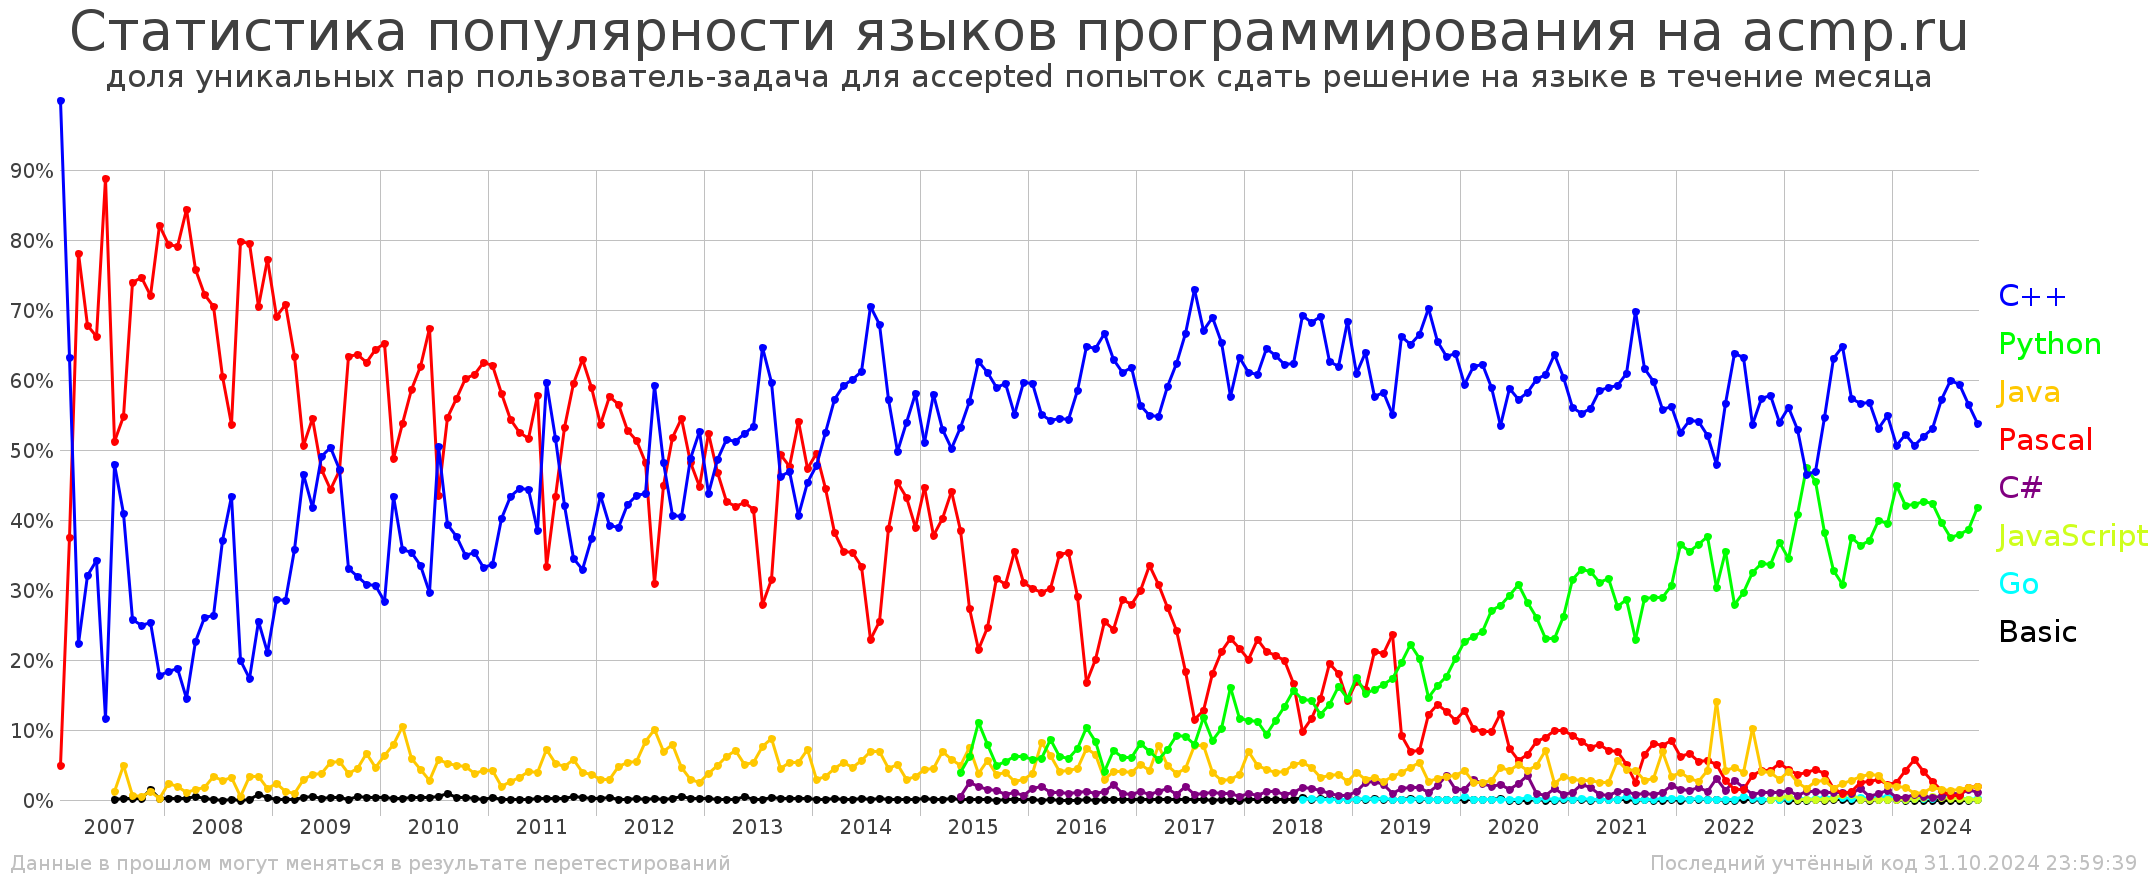 Статистика популярности языков программирования на acmp.ru
доля уникальных пар пользователь-задача для accepted попыток сдать решение на языке в течение месяца
90%
80%
70%
60%
50%
40%
30%
20%
10%
0%
C++
Python
Java
Pascal
C#
JavaScript
Go
Basic
2007 2008 2009 2010 2011 2012 2013 2014 2015 2016 2017 2018 2019 2020 2021 2022 2023 2024
Данные в прошлом могут меняться в результате перетестирований
Последний учтённый код 31.10.2024 23:59:39